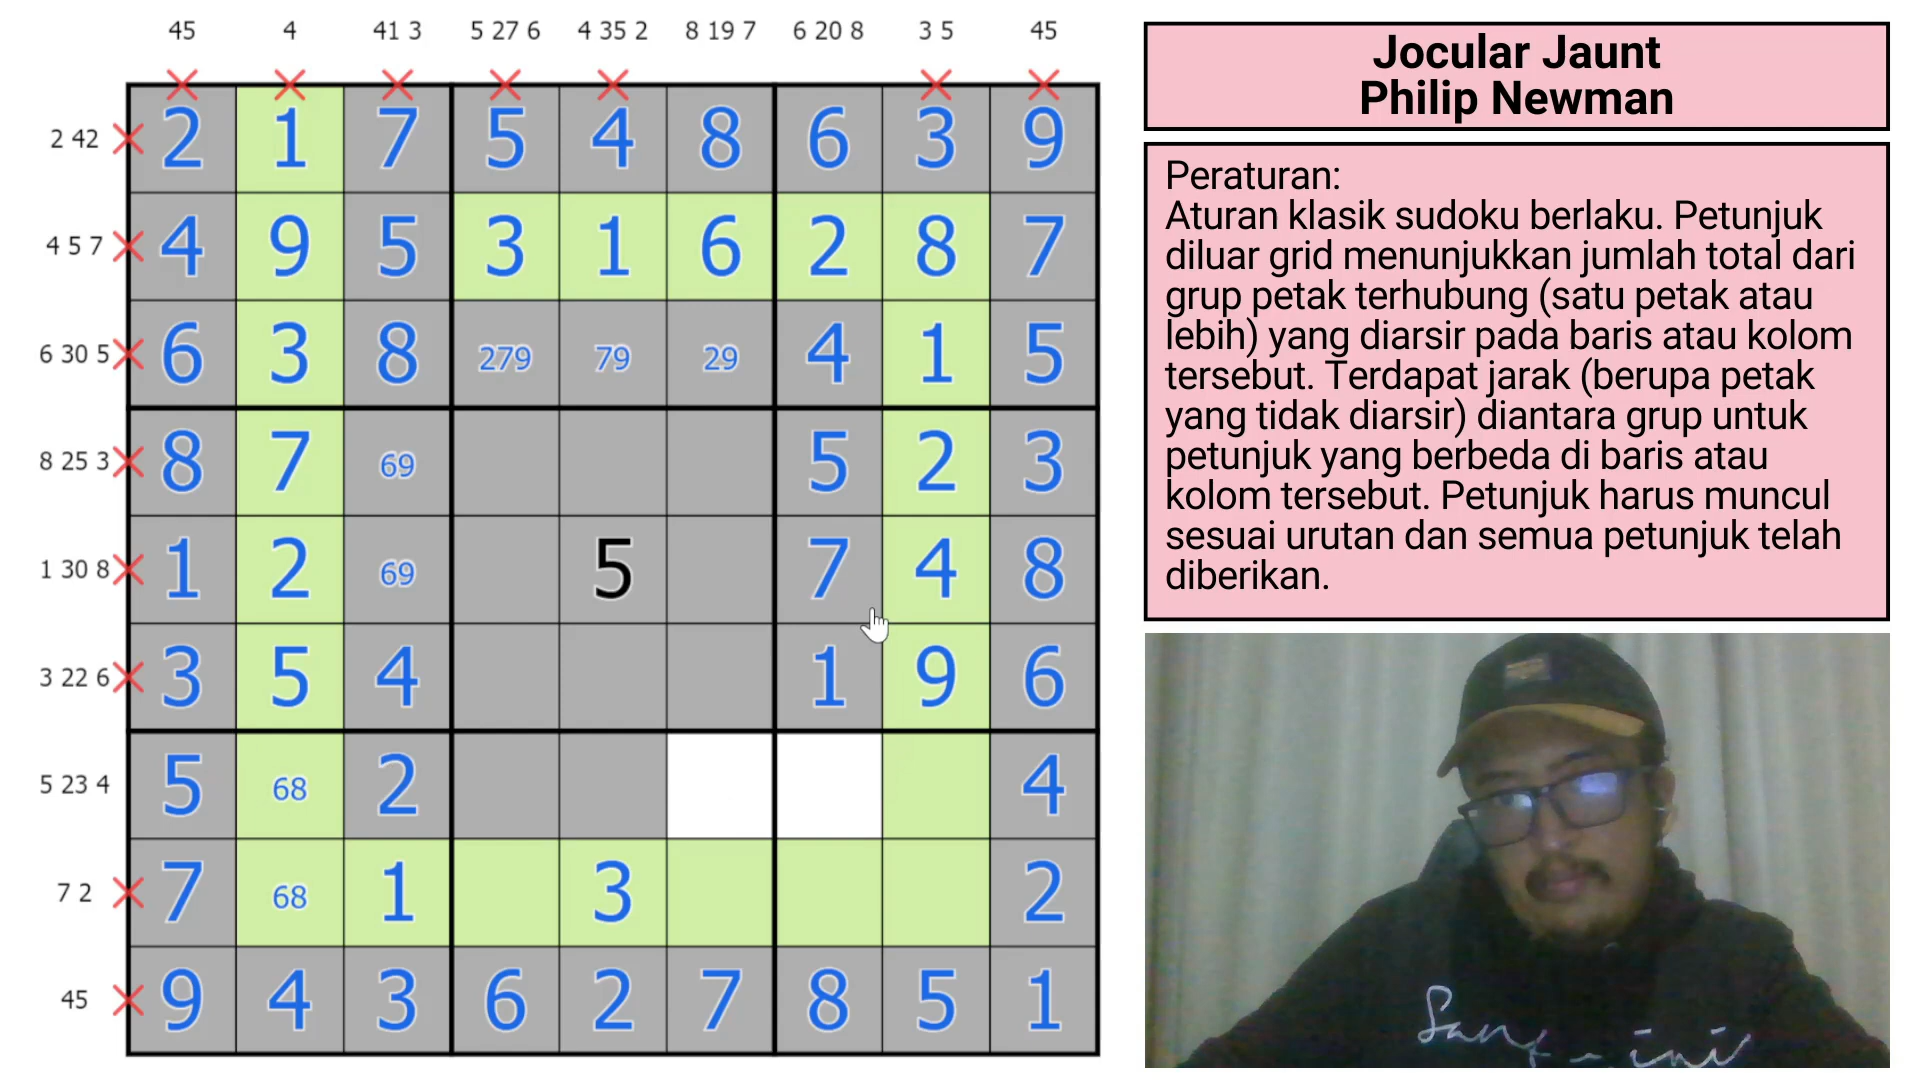 45 4 41 3 5 27 6 4 35 2 8 19 7 6 20 8 3 5 45
2 42 2 1 7 5 4 8 6 3 9
4 5 7 4 9 5 3 1 6 2 8 7
6 30 5 6 3 8 279 79 29 4 1 5
8 25 3 8 7 69 5 2 3
1 30 8 1 2 69 5 7 4 8
3 22 6 3 5 4 1 9 6
5 23 4 5 68 2 4
7 2 7 68 1 3 2
45 9 4 3 6 2 7 8 5 1
Jocular Jaunt
Philip Newman
Peraturan:
Aturan klasik sudoku berlaku. Petunjuk
diluar grid menunjukkan jumlah total dari
grup petak terhubung (satu petak atau
lebih) yang diarsir pada baris atau kolom
tersebut. Terdapat jarak (berupa petak
yang tidak diarsir) diantara grup untuk
petunjuk yang berbeda di baris atau
kolom tersebut. Petunjuk harus muncul
sesuai urutan dan semua petunjuk telah
diberikan.